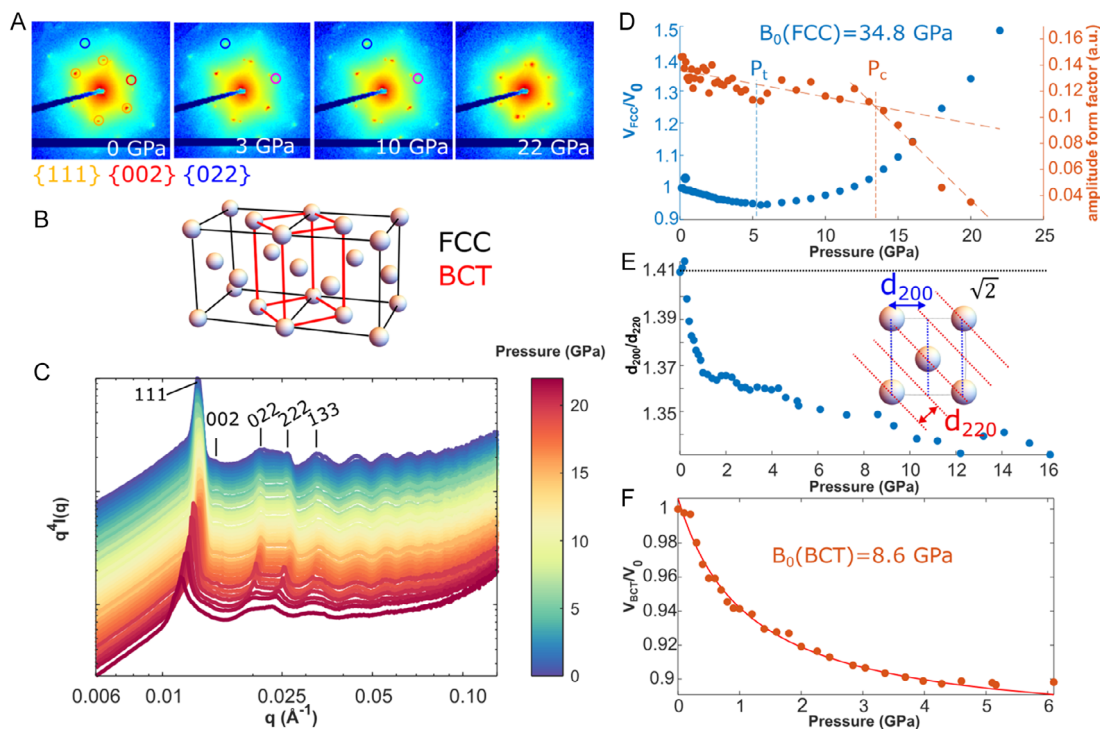 A
0 GPa
3 GPa
10 GPa
22 GPa
{111} {002} {022}
B
FCC
BCT
C
Pressure (GPa)
20
15
10
5
0
111
002
022
222
133
q⁴I(q)
0.006
0.01
0.025
0.05
0.10
q (Å⁻¹)
D
B₀(FCC)=34.8 GPa
Pₜ
P_c
V_FCC/V₀
1.5
1.4
1.3
1.2
1.1
1
0.9
0.16
0.14
0.12
0.1
0.08
0.06
0.04
amplitude form factor (a.u.)
0 5 10 15 20 25
Pressure (GPa)
E
1.41
1.39
1.37
1.35
d₂₀₀/d₂₂₀
√2
d₂₀₀
d₂₂₀
0 2 4 6 8 10 12 14 16
Pressure (GPa)
F
B₀(BCT)=8.6 GPa
V_BCT/V₀
1
0.98
0.96
0.94
0.92
0.9
0 1 2 3 4 5 6
Pressure (GPa)